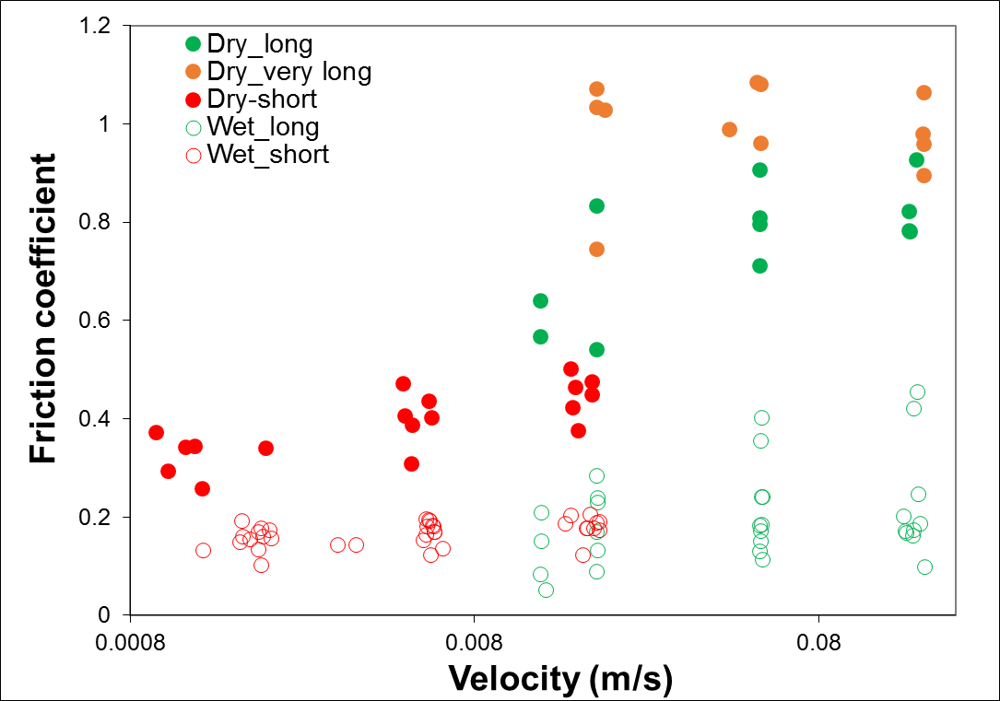 1.2
Dry_long
Dry_very long
Dry-short
Wet_long
Wet_short
1
0.8
0.6
0.4
0.2
0
Friction coefficient
0.0008
0.008
0.08
Velocity (m/s)